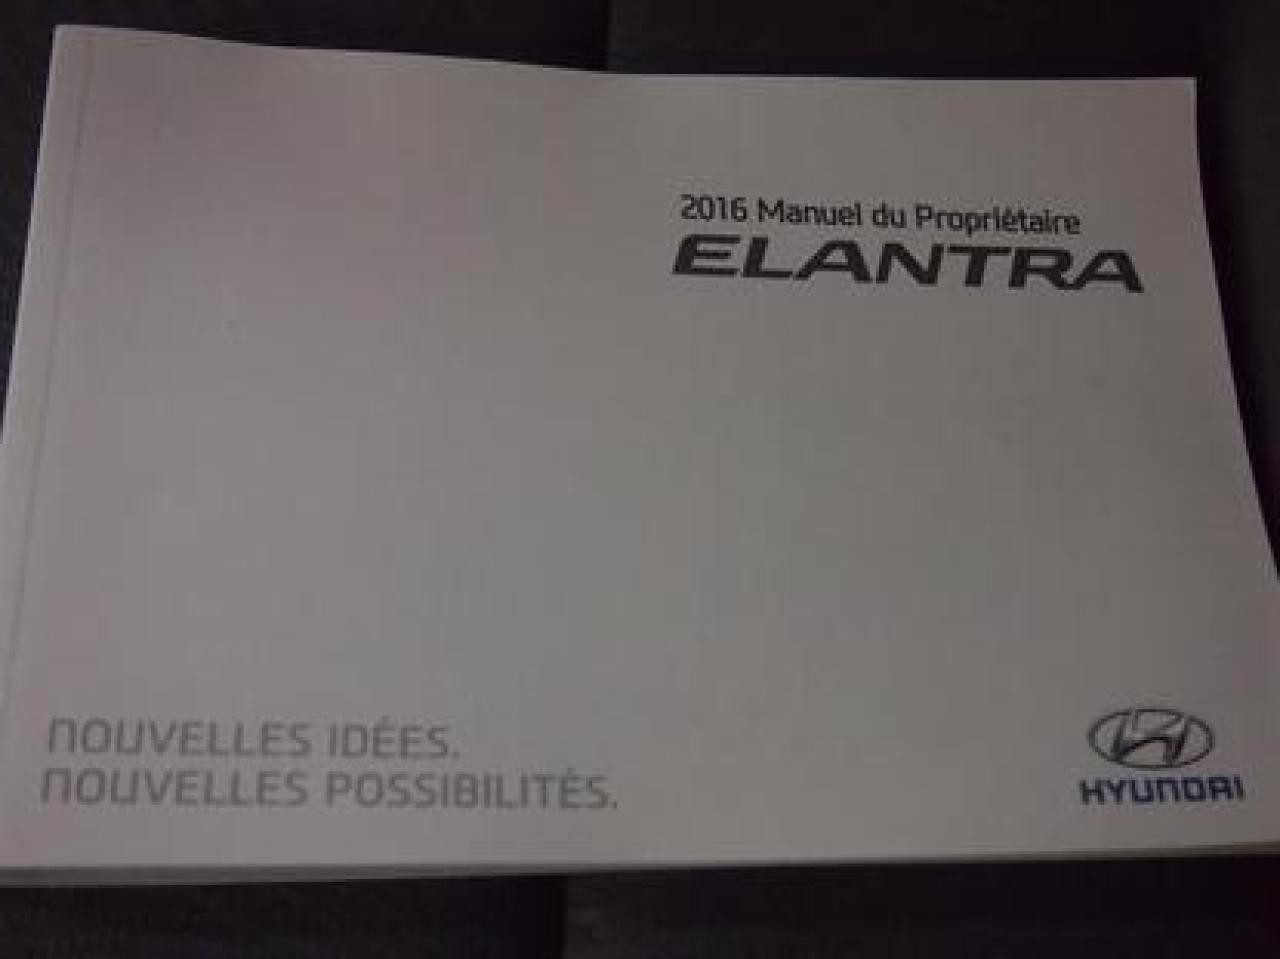 2016 Manuel du Propriétaire
ELANTRA
NOUVELLES IDÉES.
NOUVELLES POSSIBILITÉS.
HYUNDAI